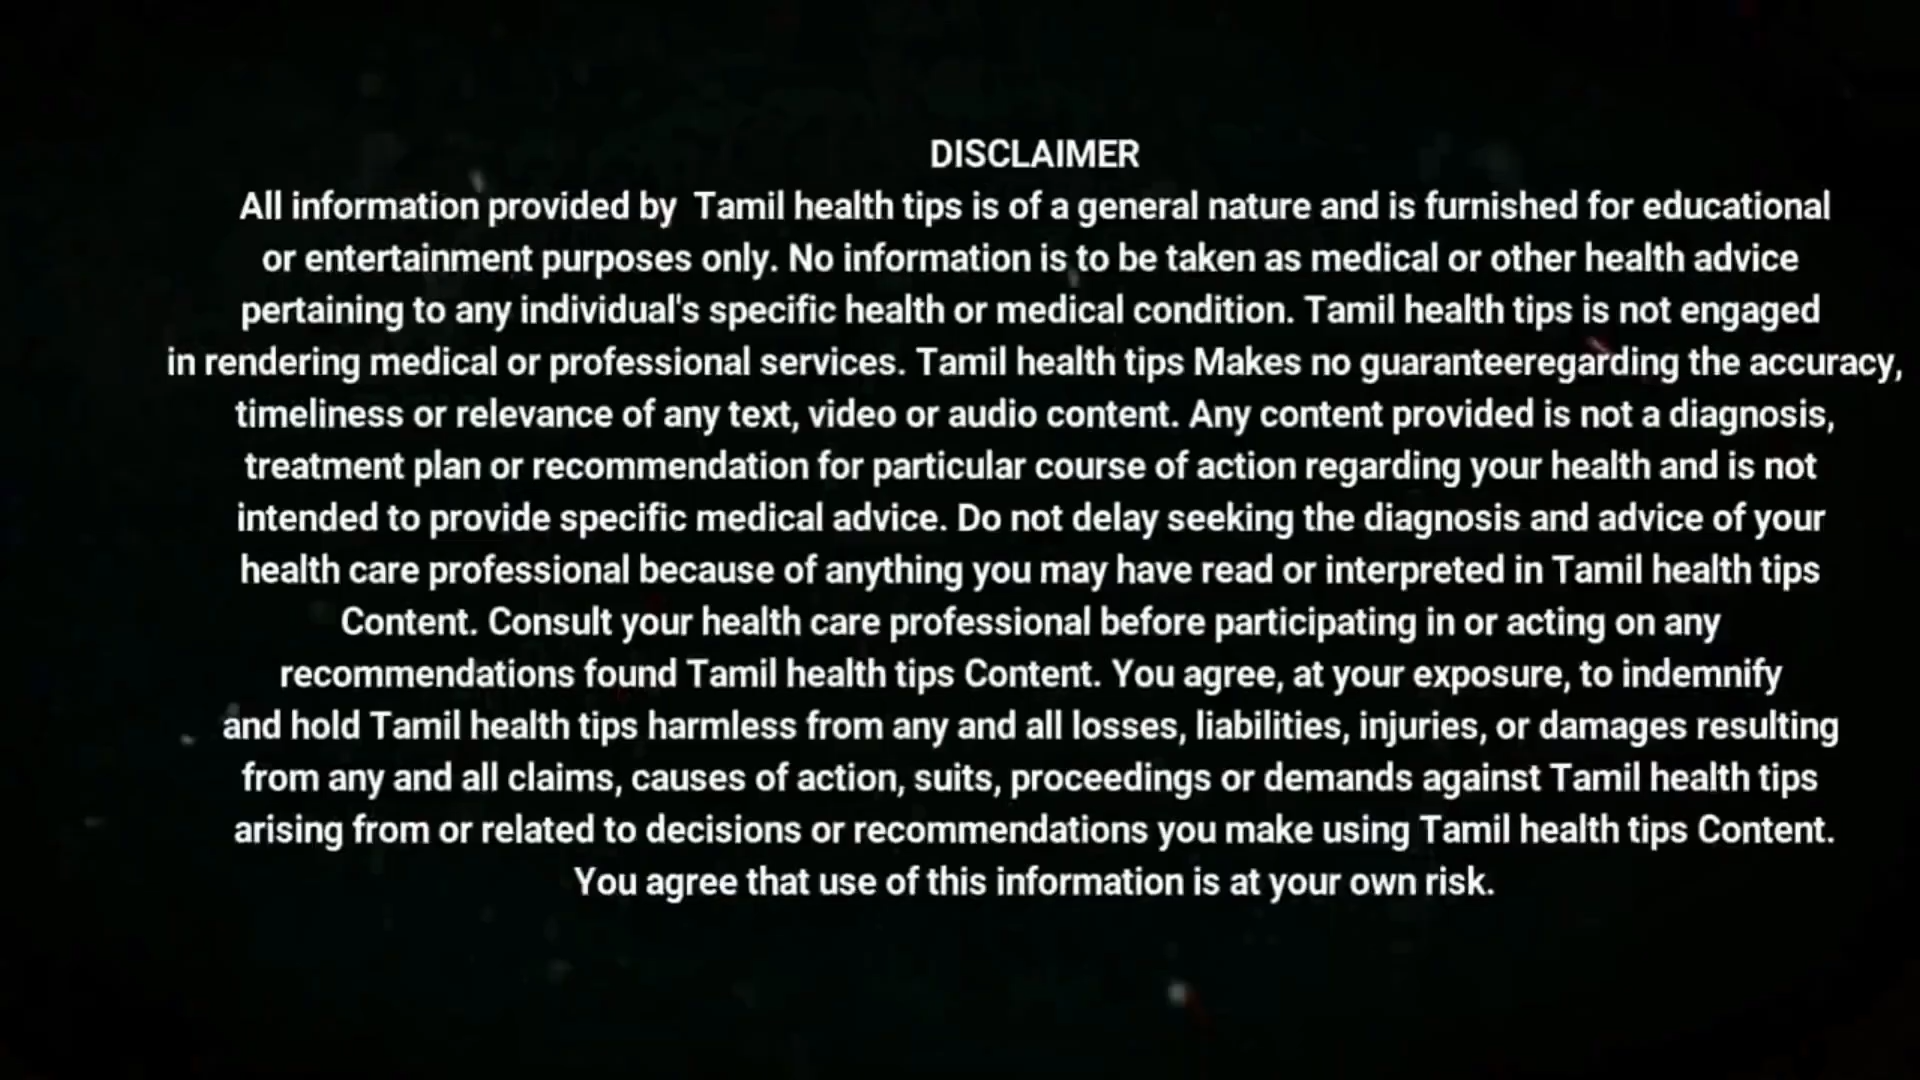 DISCLAIMER
All information provided by  Tamil health tips is of a general nature and is furnished for educational
or entertainment purposes only. No information is to be taken as medical or other health advice
pertaining to any individual's specific health or medical condition. Tamil health tips is not engaged
in rendering medical or professional services. Tamil health tips Makes no guaranteeregarding the accuracy,
timeliness or relevance of any text, video or audio content. Any content provided is not a diagnosis,
treatment plan or recommendation for particular course of action regarding your health and is not
intended to provide specific medical advice. Do not delay seeking the diagnosis and advice of your
health care professional because of anything you may have read or interpreted in Tamil health tips
Content. Consult your health care professional before participating in or acting on any
recommendations found Tamil health tips Content. You agree, at your exposure, to indemnify
and hold Tamil health tips harmless from any and all losses, liabilities, injuries, or damages resulting
from any and all claims, causes of action, suits, proceedings or demands against Tamil health tips
arising from or related to decisions or recommendations you make using Tamil health tips Content.
You agree that use of this information is at your own risk.